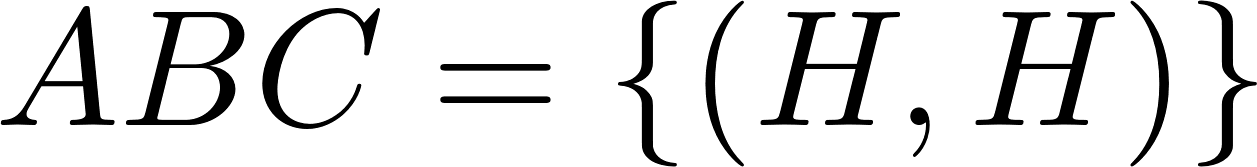 ABC = {(H, H)}